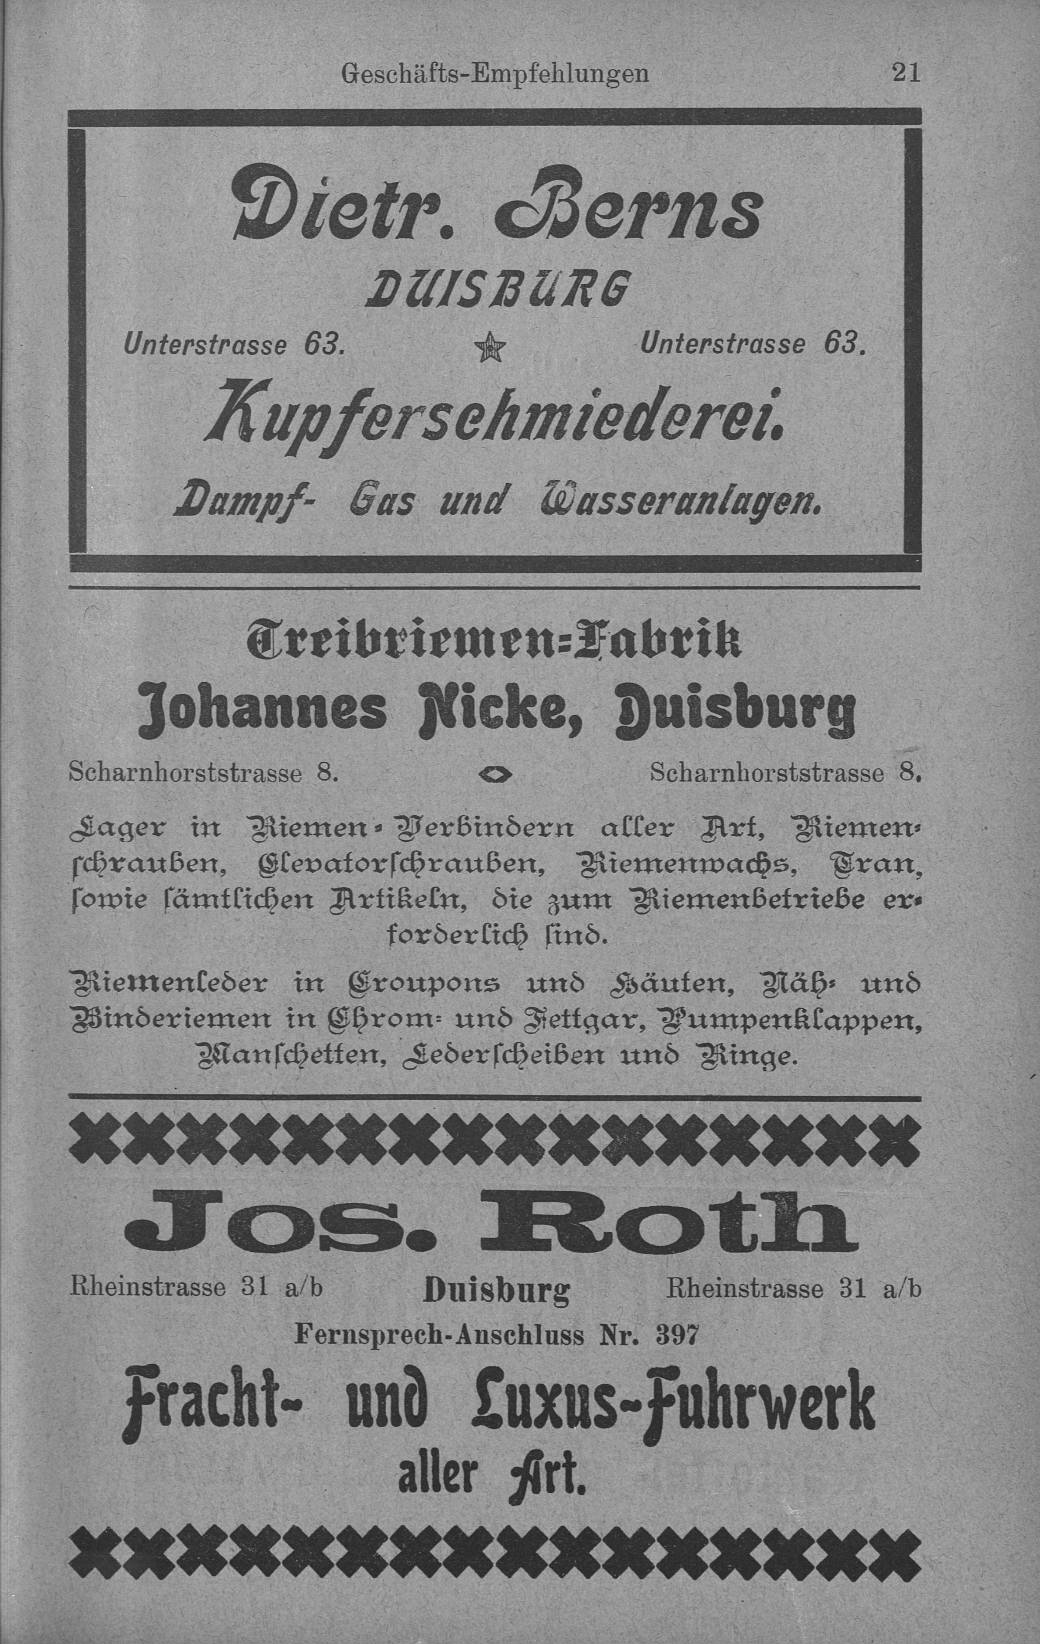 Geschäfts-Empfehlungen 21
Dietr. Berns
DUISBURG
Unterstrasse 63. Unterstrasse 63.
Kupferschmiederei.
Dampf- Gas und Wasseranlagen.
Treibriemen-Fabrik
Johannes Nicke, Duisburg
Scharnhorststrasse 8. Scharnhorststrasse 8.
Lager in Riemen-Verbindern aller Art, Riemen-
schrauben, Elevatorschrauben, Riemenwachs, Tran,
sowie sämtlichen Artikeln, die zum Riemenbetriebe er-
forderlich sind.
Riemenleder in Croupons und Häuten, Näh- und
Binderiemen in Chrom- und Fettgar, Pumpenklappen,
Manschetten, Lederscheiben und Ringe.
Jos. Roth
Rheinstrasse 31 a/b Duisburg Rheinstrasse 31 a/b
Fernsprech-Anschluss Nr. 397
Fracht- und Luxus-Fuhrwerk
aller Art.